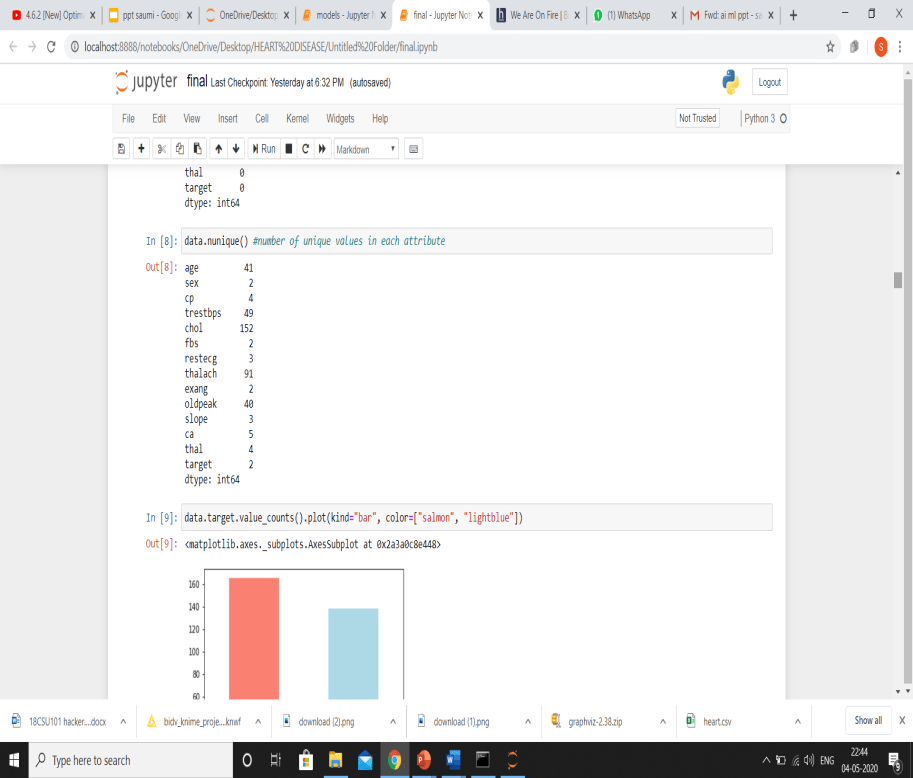 4.6.2 [New] Optim
ppt saumi - Googl
OneDrive/Desktop
models - Jupyter N
final - Jupyter Not
We Are On Fire | B
(1) WhatsApp
Fwd: ai ml ppt - sa
localhost:8888/notebooks/OneDrive/Desktop/HEART%20DISEASE/Untitled%20Folder/final.ipynb
S
jupyter final Last Checkpoint: Yesterday at 6:32 PM (autosaved)
Logout
File Edit View Insert Cell Kernel Widgets Help
Not Trusted
Python 3
Run
Markdown
thal 0
target 0
dtype: int64
In [8]: data.nunique() #number of unique values in each attribute
Out[8]: age 41
sex 2
cp 4
trestbps 49
chol 152
fbs 2
restecg 3
thalach 91
exang 2
oldpeak 40
slope 3
ca 5
thal 4
target 2
dtype: int64
In [9]: data.target.value_counts().plot(kind="bar", color=["salmon", "lightblue"])
Out[9]: <matplotlib.axes._subplots.AxesSubplot at 0x2a3a0c8e448>
160
140
120
100
80
60
18CSU101 hacker....docx
bidv_knime_proje....knwf
download (2).png
download (1).png
graphviz-2.38.zip
heart.csv
Show all
Type here to search
ENG
22:44
04-05-2020
9